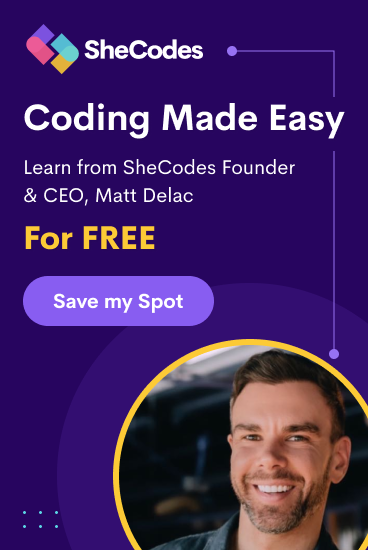 SheCodes
Coding Made Easy
Learn from SheCodes Founder
& CEO, Matt Delac
For FREE
Save my Spot